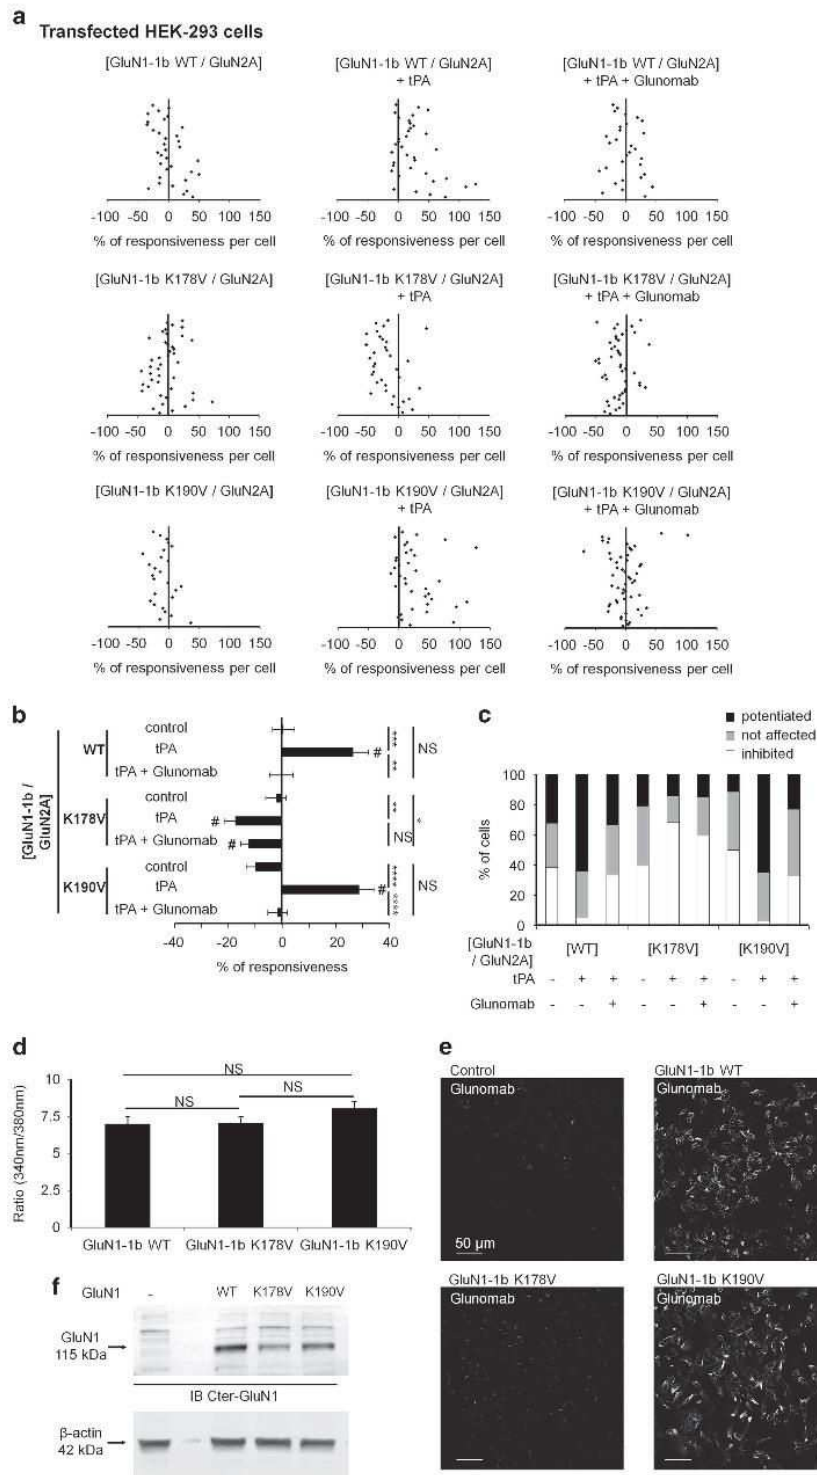 a
Transfected HEK-293 cells
[GluN1-1b WT / GluN2A]
[GluN1-1b WT / GluN2A]
+ tPA
[GluN1-1b WT / GluN2A]
+ tPA + Glunomab
-100 -50 0 50 100 150
-100 -50 0 50 100 150
-100 -50 0 50 100 150
% of responsiveness per cell
% of responsiveness per cell
% of responsiveness per cell
[GluN1-1b K178V / GluN2A]
[GluN1-1b K178V / GluN2A]
+ tPA
[GluN1-1b K178V / GluN2A]
+ tPA + Glunomab
-100 -50 0 50 100 150
-100 -50 0 50 100 150
-100 -50 0 50 100 150
% of responsiveness per cell
% of responsiveness per cell
% of responsiveness per cell
[GluN1-1b K190V / GluN2A]
[GluN1-1b K190V / GluN2A]
+ tPA
[GluN1-1b K190V / GluN2A]
+ tPA + Glunomab
-100 -50 0 50 100 150
-100 -50 0 50 100 150
-100 -50 0 50 100 150
% of responsiveness per cell
% of responsiveness per cell
% of responsiveness per cell
b
[GluN1-1b /
GluN2A]
WT
control
tPA
tPA + Glunomab
#
NS
K178V
control
tPA
tPA + Glunomab
#
#
NS
*
K190V
control
tPA
tPA + Glunomab
#
NS
-40 -20 0 20 40
% of responsiveness
c
potentiated
not affected
inhibited
% of cells
100
80
60
40
20
0
[GluN1-1b
/ GluN2A]
[WT] [K178V] [K190V]
tPA - + + - + + - + +
Glunomab - - + - - + - - +
d
Ratio (340nm/380nm)
10
7.5
5
2.5
0
NS
NS
NS
GluN1-1b WT
GluN1-1b K178V
GluN1-1b K190V
e
Control
Glunomab
50 µm
GluN1-1b WT
Glunomab
GluN1-1b K178V
Glunomab
GluN1-1b K190V
Glunomab
f
GluN1 - WT K178V K190V
GluN1
115 kDa
IB Cter-GluN1
β-actin
42 kDa